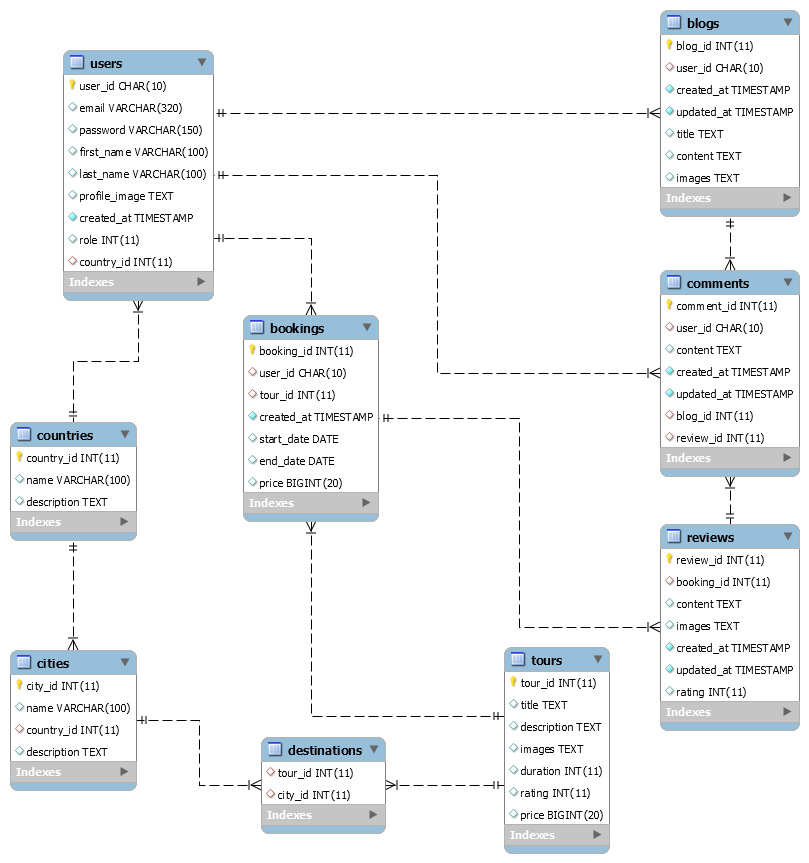 users
user_id CHAR(10)
email VARCHAR(320)
password VARCHAR(150)
first_name VARCHAR(100)
last_name VARCHAR(100)
profile_image TEXT
created_at TIMESTAMP
role INT(11)
country_id INT(11)
Indexes
blogs
blog_id INT(11)
user_id CHAR(10)
created_at TIMESTAMP
updated_at TIMESTAMP
title TEXT
content TEXT
images TEXT
Indexes
bookings
booking_id INT(11)
user_id CHAR(10)
tour_id INT(11)
created_at TIMESTAMP
start_date DATE
end_date DATE
price BIGINT(20)
Indexes
comments
comment_id INT(11)
user_id CHAR(10)
content TEXT
created_at TIMESTAMP
updated_at TIMESTAMP
blog_id INT(11)
review_id INT(11)
Indexes
countries
country_id INT(11)
name VARCHAR(100)
description TEXT
Indexes
reviews
review_id INT(11)
booking_id INT(11)
content TEXT
images TEXT
created_at TIMESTAMP
updated_at TIMESTAMP
rating INT(11)
Indexes
cities
city_id INT(11)
name VARCHAR(100)
country_id INT(11)
description TEXT
Indexes
destinations
tour_id INT(11)
city_id INT(11)
Indexes
tours
tour_id INT(11)
title TEXT
description TEXT
images TEXT
duration INT(11)
rating INT(11)
price BIGINT(20)
Indexes